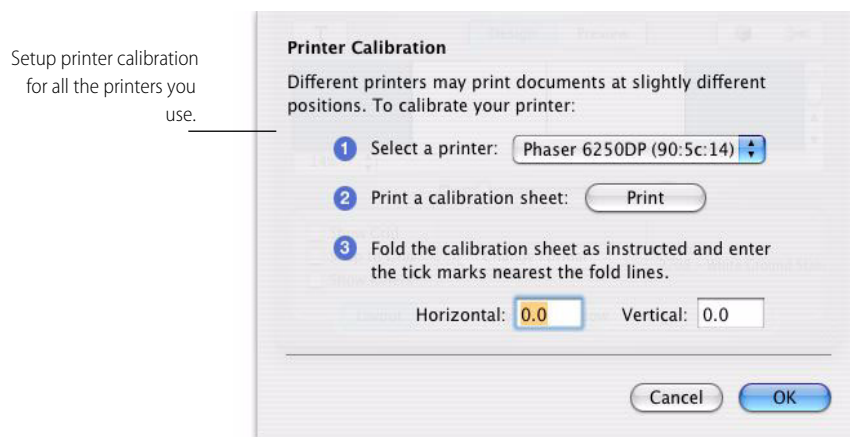 Setup printer calibration
for all the printers you
use.
Printer Calibration
Different printers may print documents at slightly different
positions. To calibrate your printer:
1 Select a printer: Phaser 6250DP (90:5c:14)
2 Print a calibration sheet: Print
3 Fold the calibration sheet as instructed and enter
the tick marks nearest the fold lines.
Horizontal: 0.0 Vertical: 0.0
Cancel OK